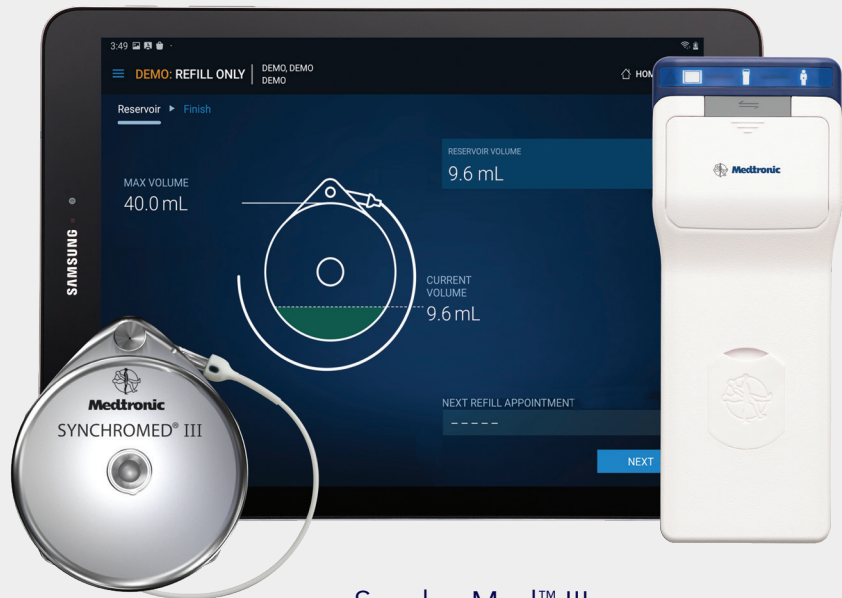 3:49
DEMO: REFILL ONLY
DEMO, DEMO
DEMO
Reservoir ▶ Finish
MAX VOLUME
40.0 mL
RESERVOIR VOLUME
9.6 mL
CURRENT
VOLUME
9.6 mL
NEXT REFILL APPOINTMENT
-----
NEXT
SAMSUNG
Medtronic
Medtronic
SYNCHROMED® III